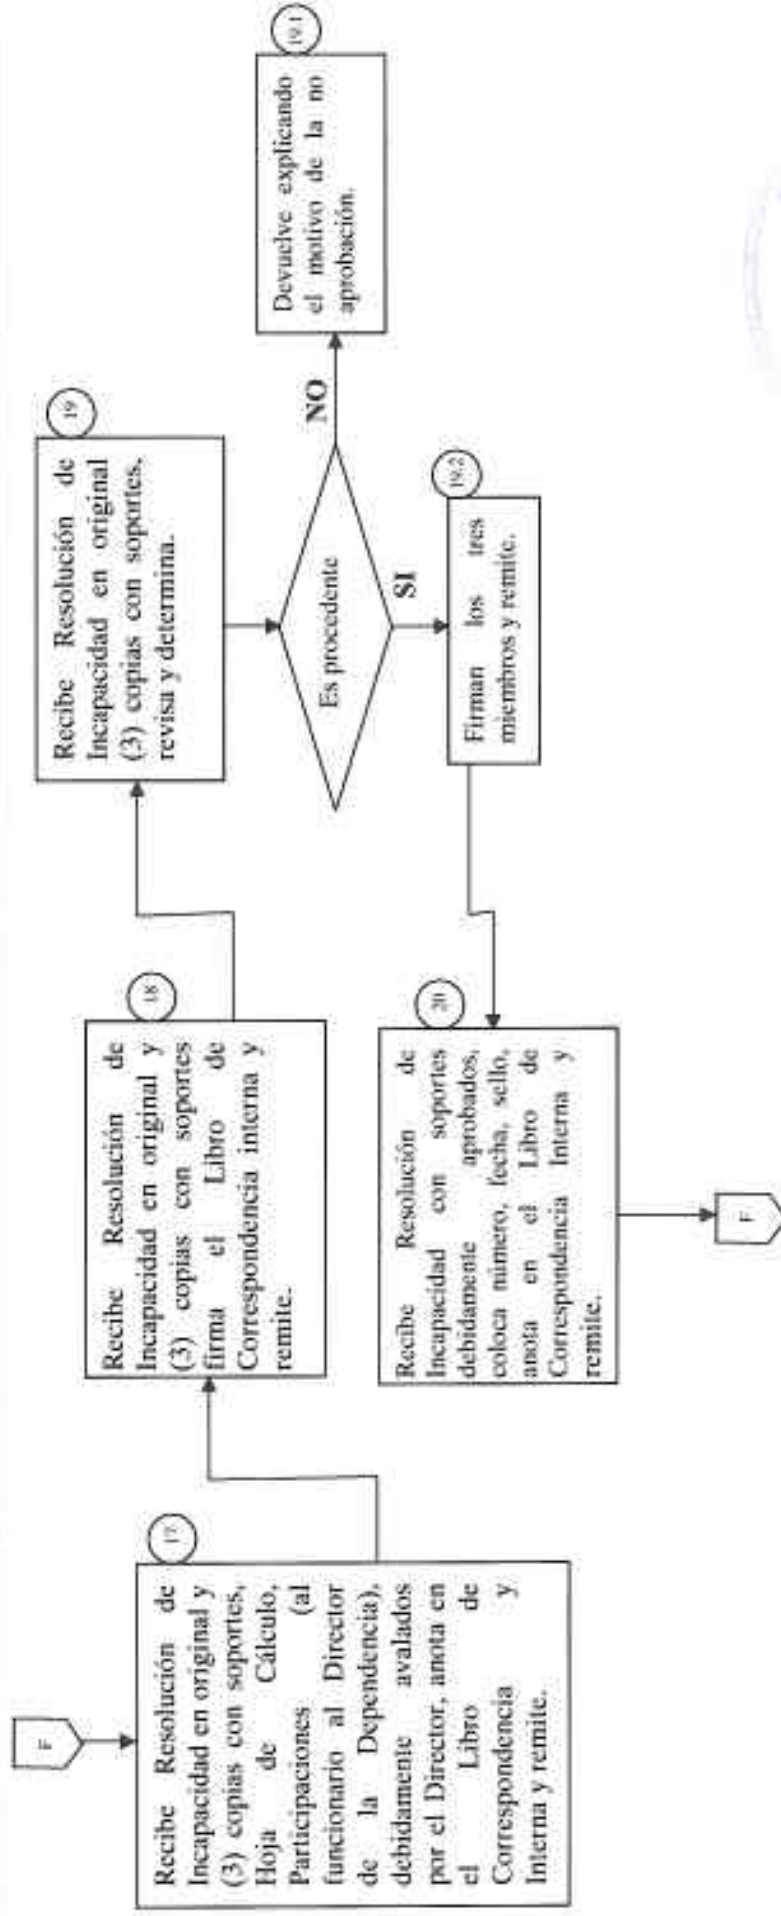 F
17
Recibe Resolución de
Incapacidad en original y
(3) copias con soportes,
Hoja de Cálculo,
Participaciones (al
funcionario al Director
de la Dependencia),
debidamente avalados
por el Director, anota en
el Libro de
Correspondencia y
Interna y remite.
18
Recibe Resolución de
Incapacidad en original y
(3) copias con soportes
firma el Libro de
Correspondencia interna y
remite.
19
Recibe Resolución de
Incapacidad en original
(3) copias con soportes,
revisa y determina.
Es procedente
NO
19.1
Devuelve explicando
el motivo de la no
aprobación.
SI
19.2
Firman los tres
miembros y remite.
20
Recibe Resolución de
Incapacidad con soportes
debidamente aprobados,
coloca número, fecha, sello,
anota en el Libro de
Correspondencia Interna y
remite.
F